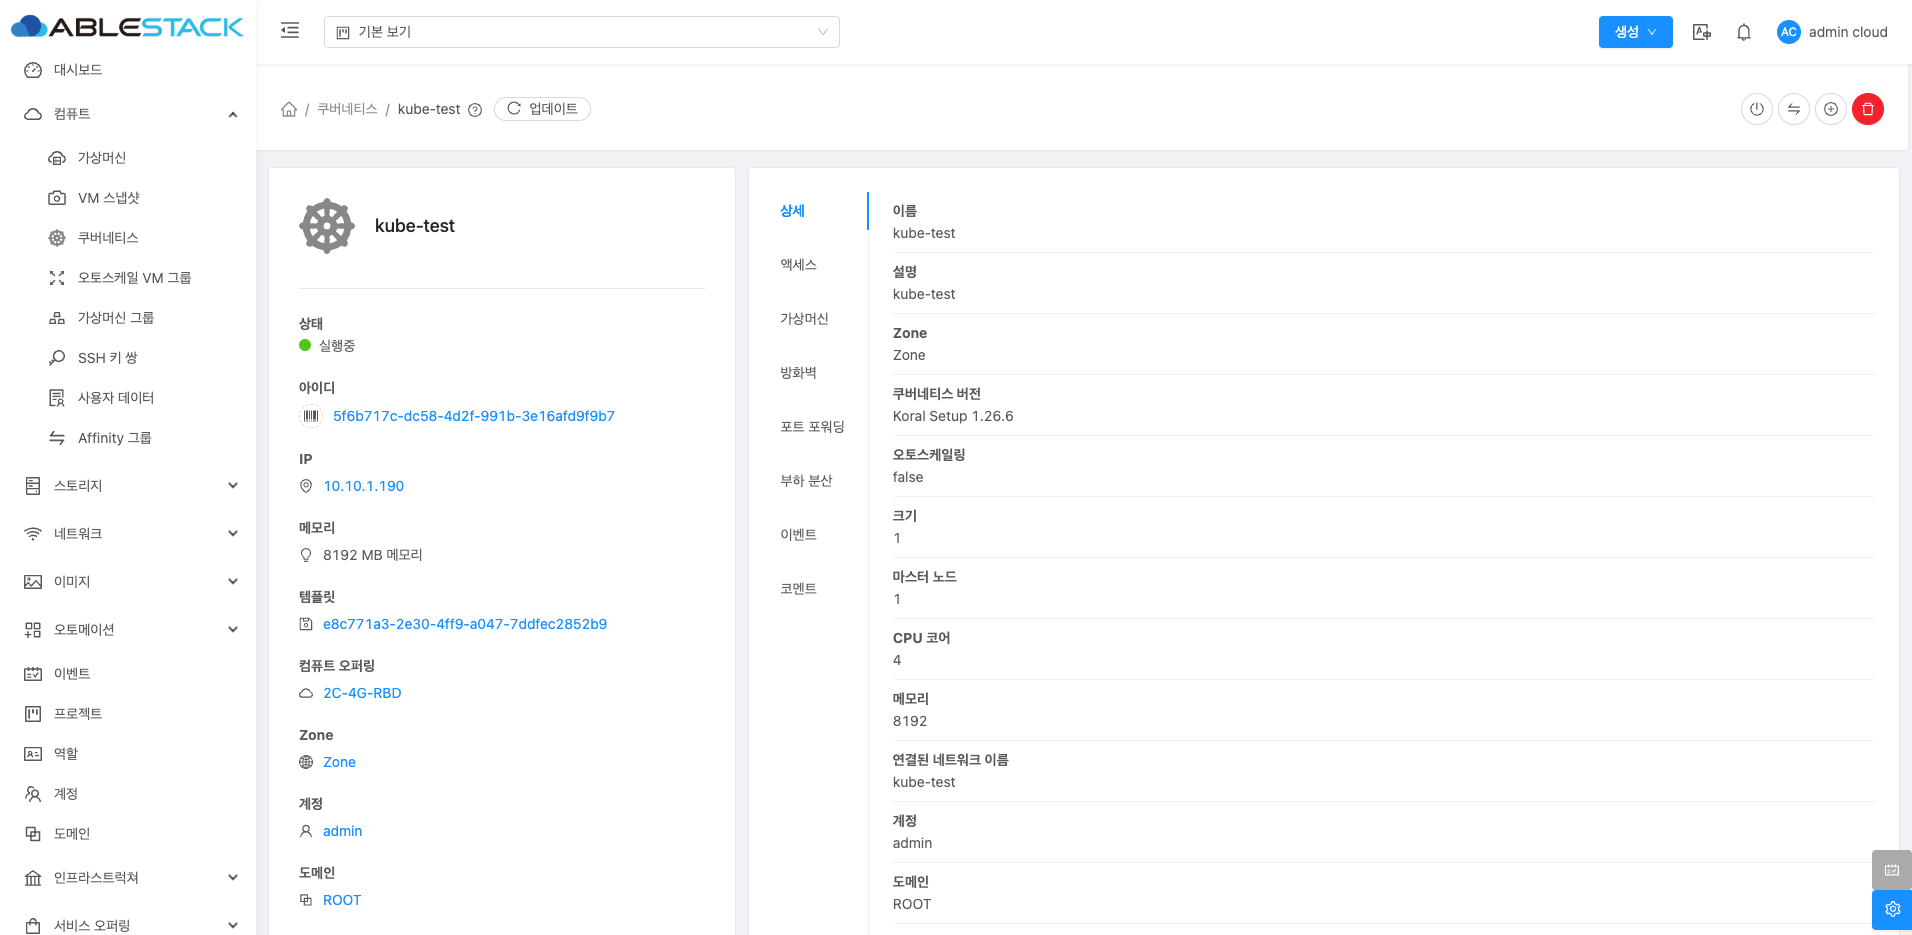 ABLESTACK
대시보드
컴퓨트
가상머신
VM 스냅샷
쿠버네티스
오토스케일 VM 그룹
가상머신 그룹
SSH 키 쌍
사용자 데이터
Affinity 그룹
스토리지
네트워크
이미지
오토메이션
이벤트
프로젝트
역할
계정
도메인
인프라스트럭쳐
서비스 오퍼링
기본 보기
생성
AC admin cloud
/ 쿠버네티스 / kube-test
업데이트
kube-test
상태
실행중
아이디
5f6b717c-dc58-4d2f-991b-3e16afd9f9b7
IP
10.10.1.190
메모리
8192 MB 메모리
템플릿
e8c771a3-2e30-4ff9-a047-7ddfec2852b9
컴퓨트 오퍼링
2C-4G-RBD
Zone
Zone
계정
admin
도메인
ROOT
상세
액세스
가상머신
방화벽
포트 포워딩
부하 분산
이벤트
코멘트
이름
kube-test
설명
kube-test
Zone
Zone
쿠버네티스 버전
Koral Setup 1.26.6
오토스케일링
false
크기
1
마스터 노드
1
CPU 코어
4
메모리
8192
연결된 네트워크 이름
kube-test
계정
admin
도메인
ROOT